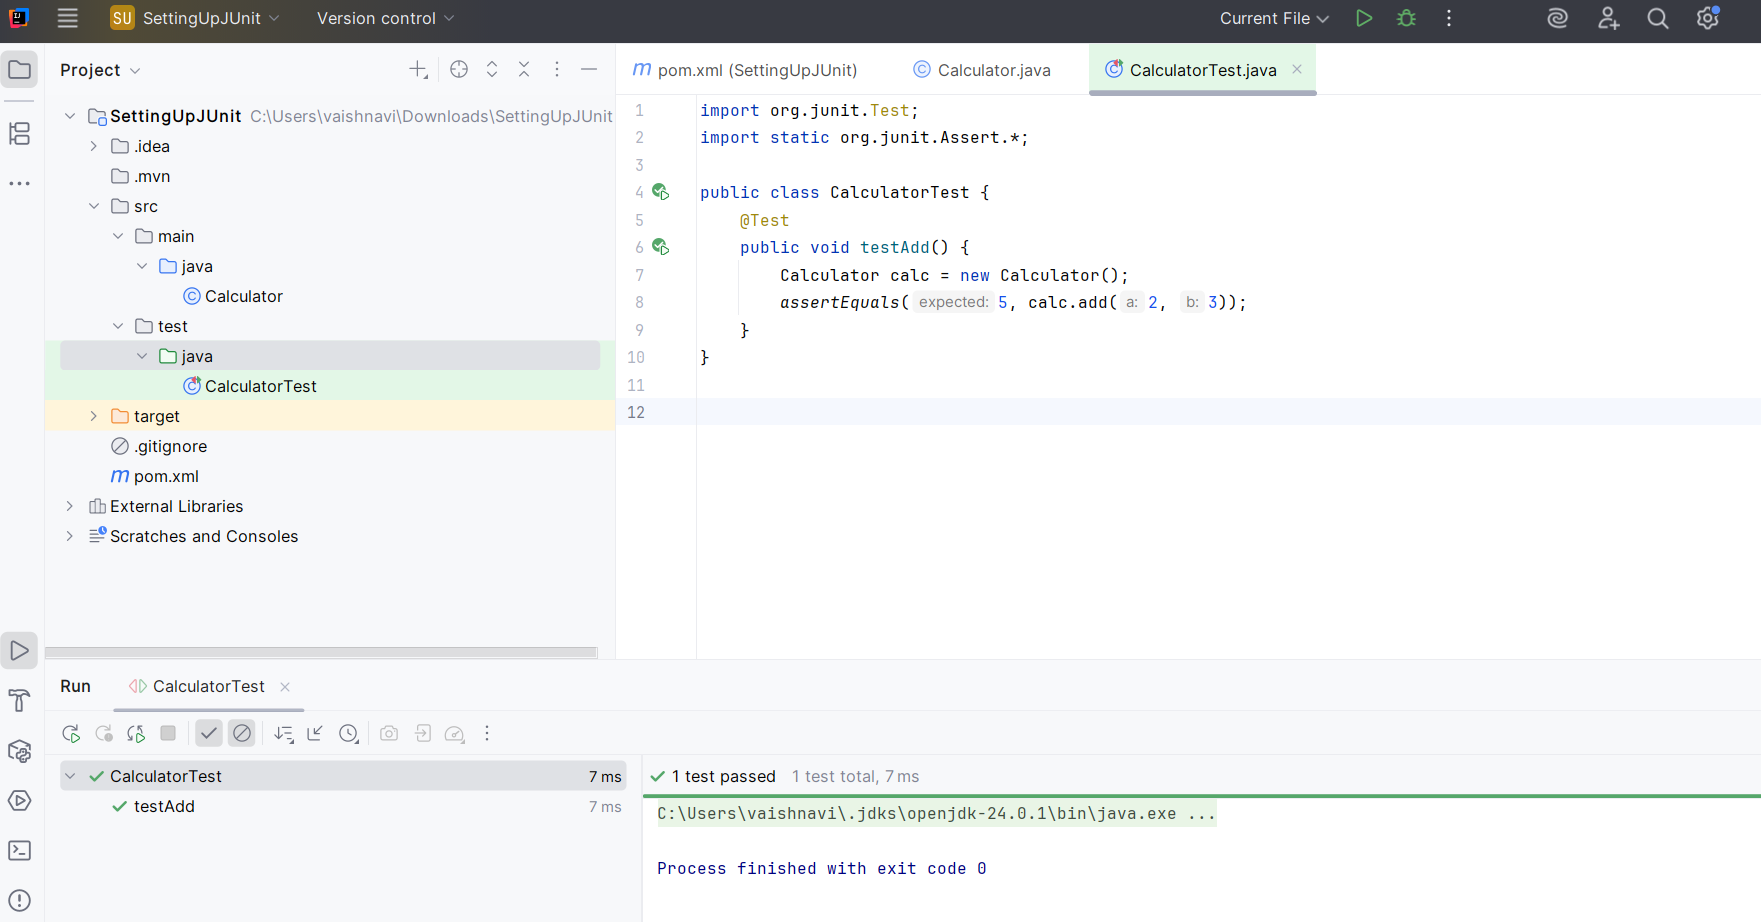 SU SettingUpJUnit Version control Current File
Project
pom.xml (SettingUpJUnit) Calculator.java CalculatorTest.java
SettingUpJUnit C:\Users\vaishnavi\Downloads\SettingUpJUnit
.idea
.mvn
src
main
java
Calculator
test
java
CalculatorTest
target
.gitignore
pom.xml
External Libraries
Scratches and Consoles
1 import org.junit.Test;
2 import static org.junit.Assert.*;
3
4 public class CalculatorTest {
5 @Test
6 public void testAdd() {
7 Calculator calc = new Calculator();
8 assertEquals( expected: 5, calc.add( a: 2, b: 3));
9 }
10 }
11
12
Run CalculatorTest
CalculatorTest 7 ms
testAdd 7 ms
1 test passed 1 test total, 7 ms
C:\Users\vaishnavi\.jdks\openjdk-24.0.1\bin\java.exe ...
Process finished with exit code 0